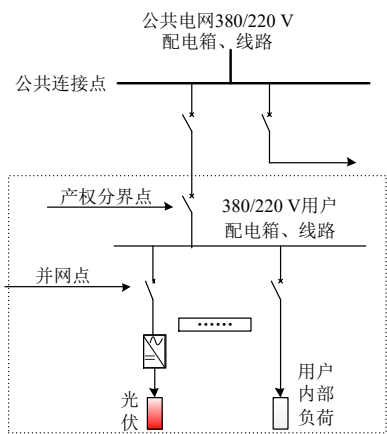 公共电网380/220 V
配电箱、线路
公共连接点
产权分界点
380/220 V用户
配电箱、线路
并网点
······
光
伏
用户
内部
负荷